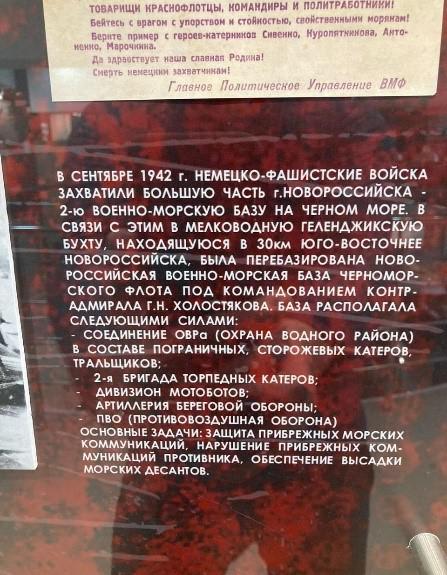 ТОВАРИЩИ КРАСНОФЛОТЦЫ, КОМАНДИРЫ И ПОЛИТРАБОТНИКИ!
Бейтесь с врагом с упорством и стойкостью, свойственными морякам!
Берите пример с героев-катерников Сивенко, Куропятникова, Анто-
ненко, Марочкина.
Да здравствует наша славная Родина!
Смерть немецким захватчикам!
Главное Политическое Управление ВМФ
В СЕНТЯБРЕ 1942 г. НЕМЕЦКО-ФАШИСТСКИЕ ВОЙСКА
ЗАХВАТИЛИ БОЛЬШУЮ ЧАСТЬ г.НОВОРОССИЙСКА -
2-ю ВОЕННО-МОРСКУЮ БАЗУ НА ЧЕРНОМ МОРЕ. В
СВЯЗИ С ЭТИМ В МЕЛКОВОДНУЮ ГЕЛЕНДЖИКСКУЮ
БУХТУ, НАХОДЯЩУЮСЯ В 30км ЮГО-ВОСТОЧНЕЕ
НОВОРОССИЙСКА, БЫЛА ПЕРЕБАЗИРОВАНА НОВО-
РОССИЙСКАЯ ВОЕННО-МОРСКАЯ БАЗА ЧЕРНОМОР-
СКОГО ФЛОТА ПОД КОМАНДОВАНИЕМ КОНТР-
АДМИРАЛА Г.Н. ХОЛОСТЯКОВА. БАЗА РАСПОЛАГАЛА
СЛЕДУЮЩИМИ СИЛАМИ:
- СОЕДИНЕНИЕ ОВРа (ОХРАНА ВОДНОГО РАЙОНА)
В СОСТАВЕ ПОГРАНИЧНЫХ, СТОРОЖЕВЫХ КАТЕРОВ,
ТРАЛЬЩИКОВ;
- 2-я БРИГАДА ТОРПЕДНЫХ КАТЕРОВ;
- ДИВИЗИОН МОТОБОТОВ;
- АРТИЛЛЕРИЯ БЕРЕГОВОЙ ОБОРОНЫ;
- ПВО (ПРОТИВОВОЗДУШНАЯ ОБОРОНА)
ОСНОВНЫЕ ЗАДАЧИ: ЗАЩИТА ПРИБРЕЖНЫХ МОРСКИХ
КОММУНИКАЦИЙ, НАРУШЕНИЕ ПРИБРЕЖНЫХ КОМ-
МУНИКАЦИЙ ПРОТИВНИКА, ОБЕСПЕЧЕНИЕ ВЫСАДКИ
МОРСКИХ ДЕСАНТОВ.